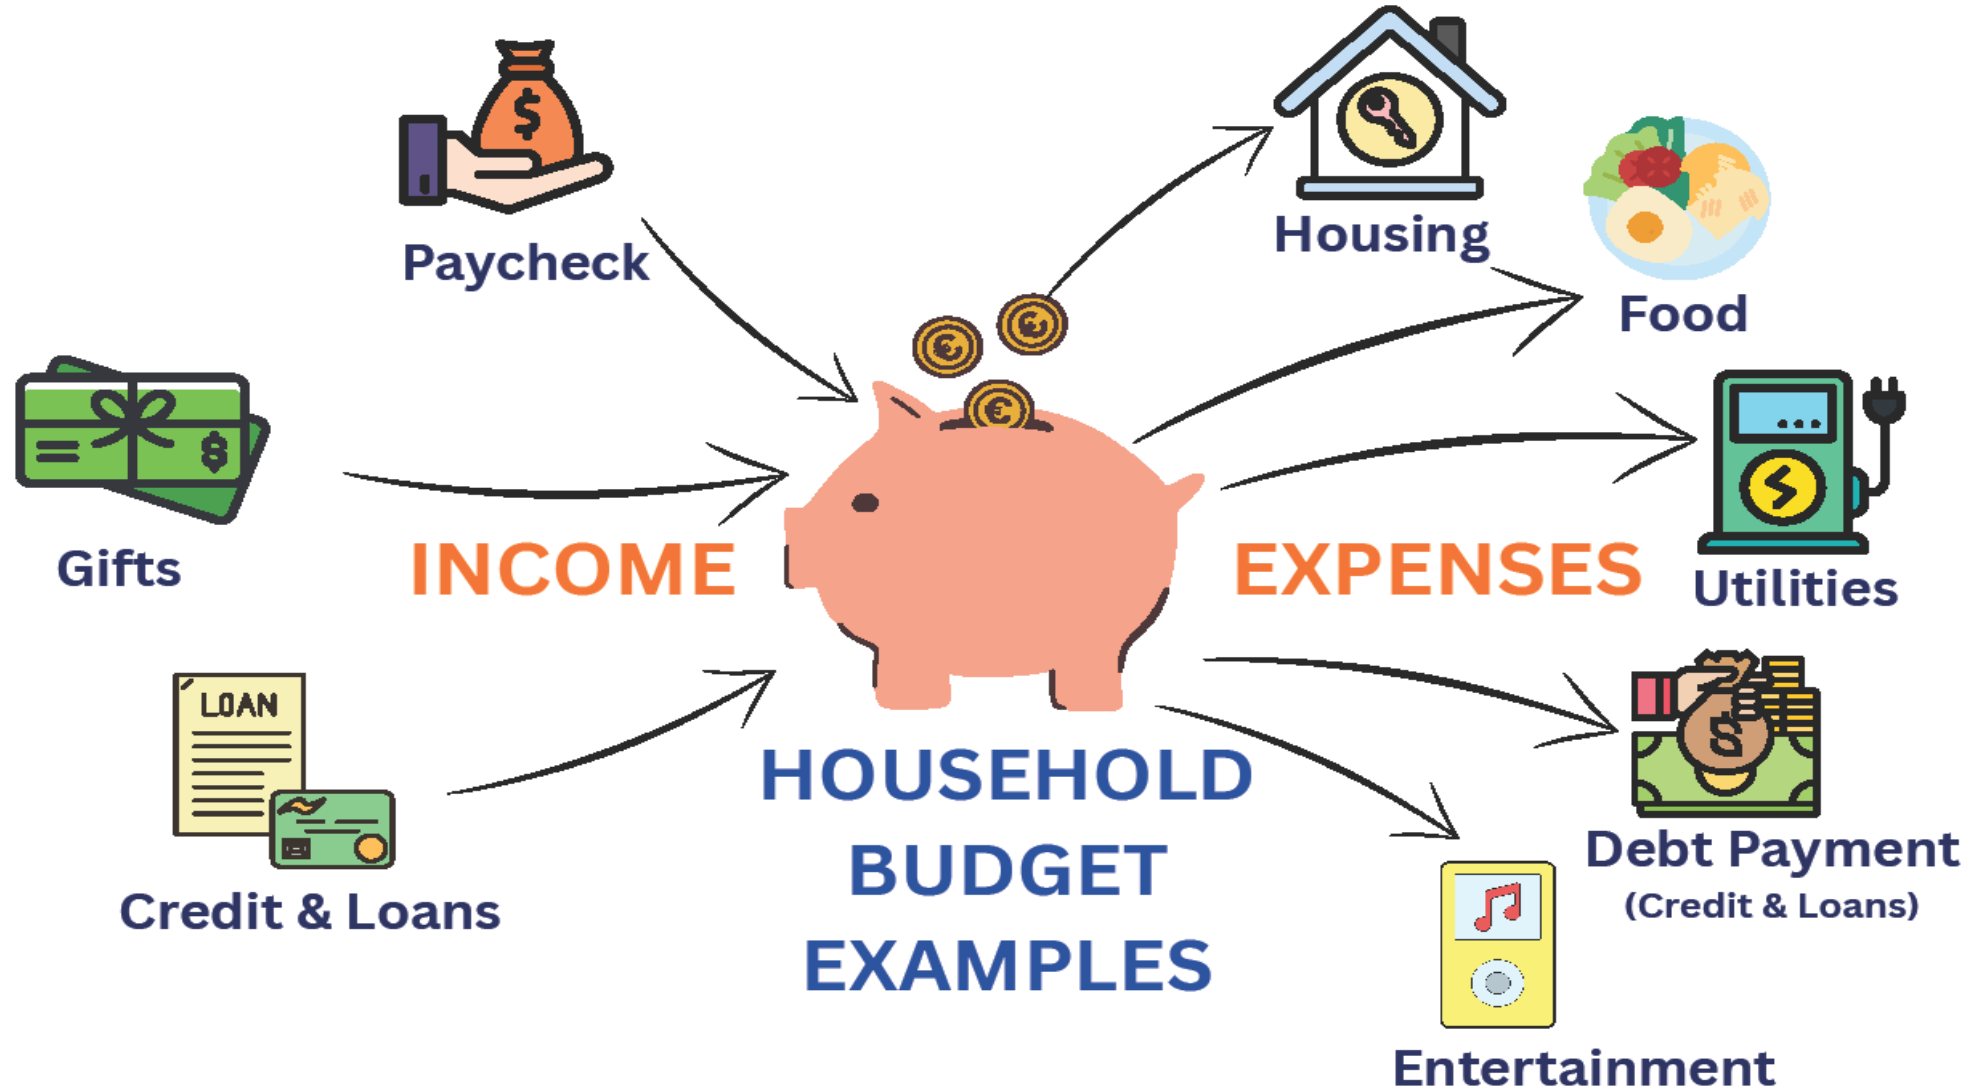 Paycheck
Housing
Food
Gifts
INCOME
EXPENSES
Utilities
LOAN
Credit & Loans
HOUSEHOLD
BUDGET
EXAMPLES
Debt Payment
(Credit & Loans)
Entertainment